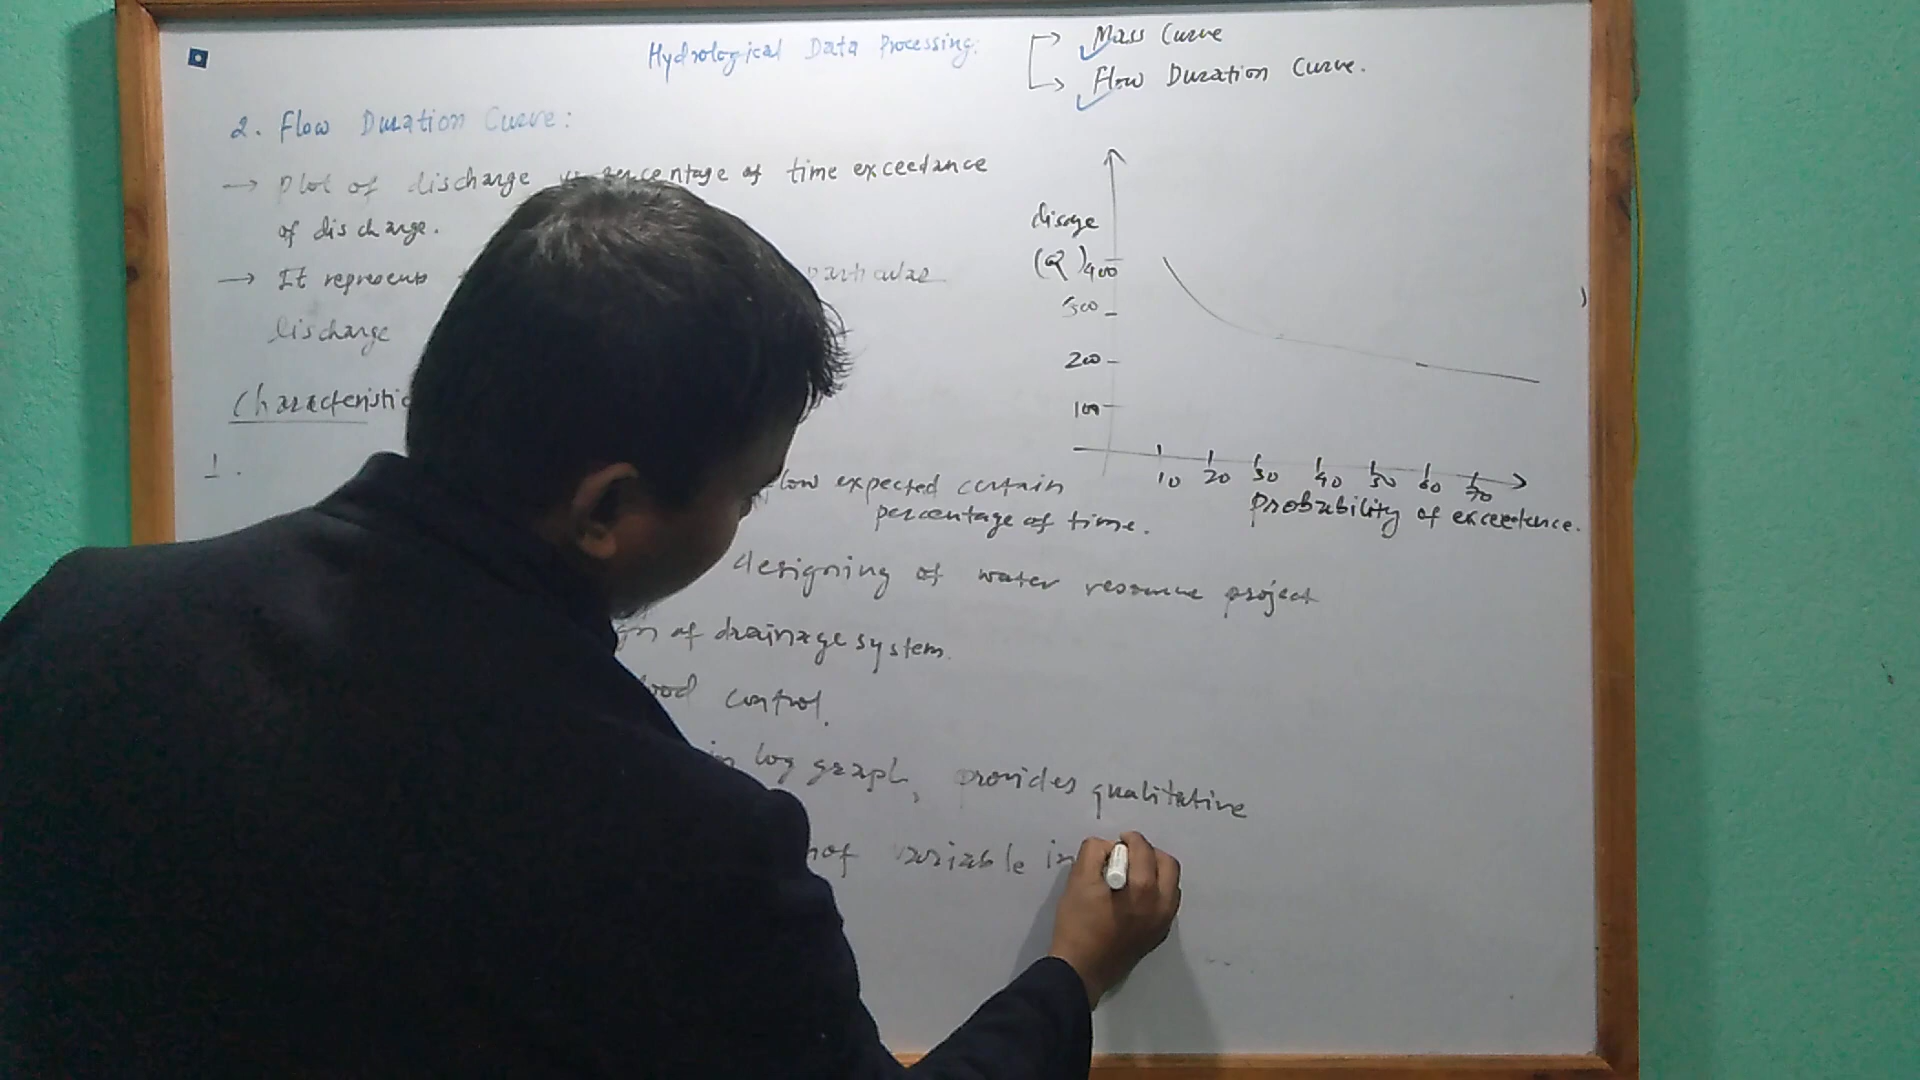 Hydrological Data Processing:
Mass Curve
Flow Duration Curve.
2. Flow Duration Curve:
→ Plot of discharge vs percentage of time exceedance
of discharge.
→ It represents particular
discharge
Characteristic
1.
flow expected certain
percentage of time.
designing of water resource project
of drainage system.
control.
in log graph, provides qualitative
of variable in
disage
(Q)
400
300
200
100
10 20 30 40 50 60 70
Probability of exceedence.